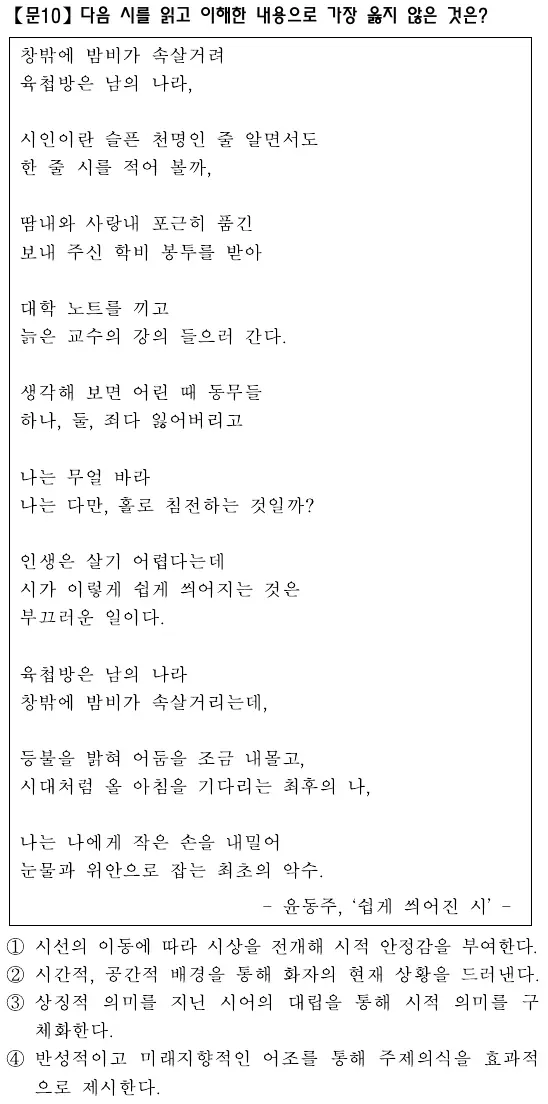 【문10】 다음 시를 읽고 이해한 내용으로 가장 옳지 않은 것은?
창밖에 밤비가 속살거려
육첩방은 남의 나라,
시인이란 슬픈 천명인 줄 알면서도
한 줄 시를 적어 볼까,
땀내와 사랑내 포근히 품긴
보내 주신 학비 봉투를 받아
대학 노트를 끼고
늙은 교수의 강의 들으러 간다.
생각해 보면 어린 때 동무들
하나, 둘, 죄다 잃어버리고
나는 무얼 바라
나는 다만, 홀로 침전하는 것일까?
인생은 살기 어렵다는데
시가 이렇게 쉽게 씌어지는 것은
부끄러운 일이다.
육첩방은 남의 나라
창밖에 밤비가 속살거리는데,
등불을 밝혀 어둠을 조금 내몰고,
시대처럼 올 아침을 기다리는 최후의 나,
나는 나에게 작은 손을 내밀어
눈물과 위안으로 잡는 최초의 악수.
- 윤동주, ‘쉽게 씌어진 시’ -
① 시선의 이동에 따라 시상을 전개해 시적 안정감을 부여한다.
② 시간적, 공간적 배경을 통해 화자의 현재 상황을 드러낸다.
③ 상징적 의미를 지닌 시어의 대립을 통해 시적 의미를 구
체화한다.
④ 반성적이고 미래지향적인 어조를 통해 주제의식을 효과적
으로 제시한다.